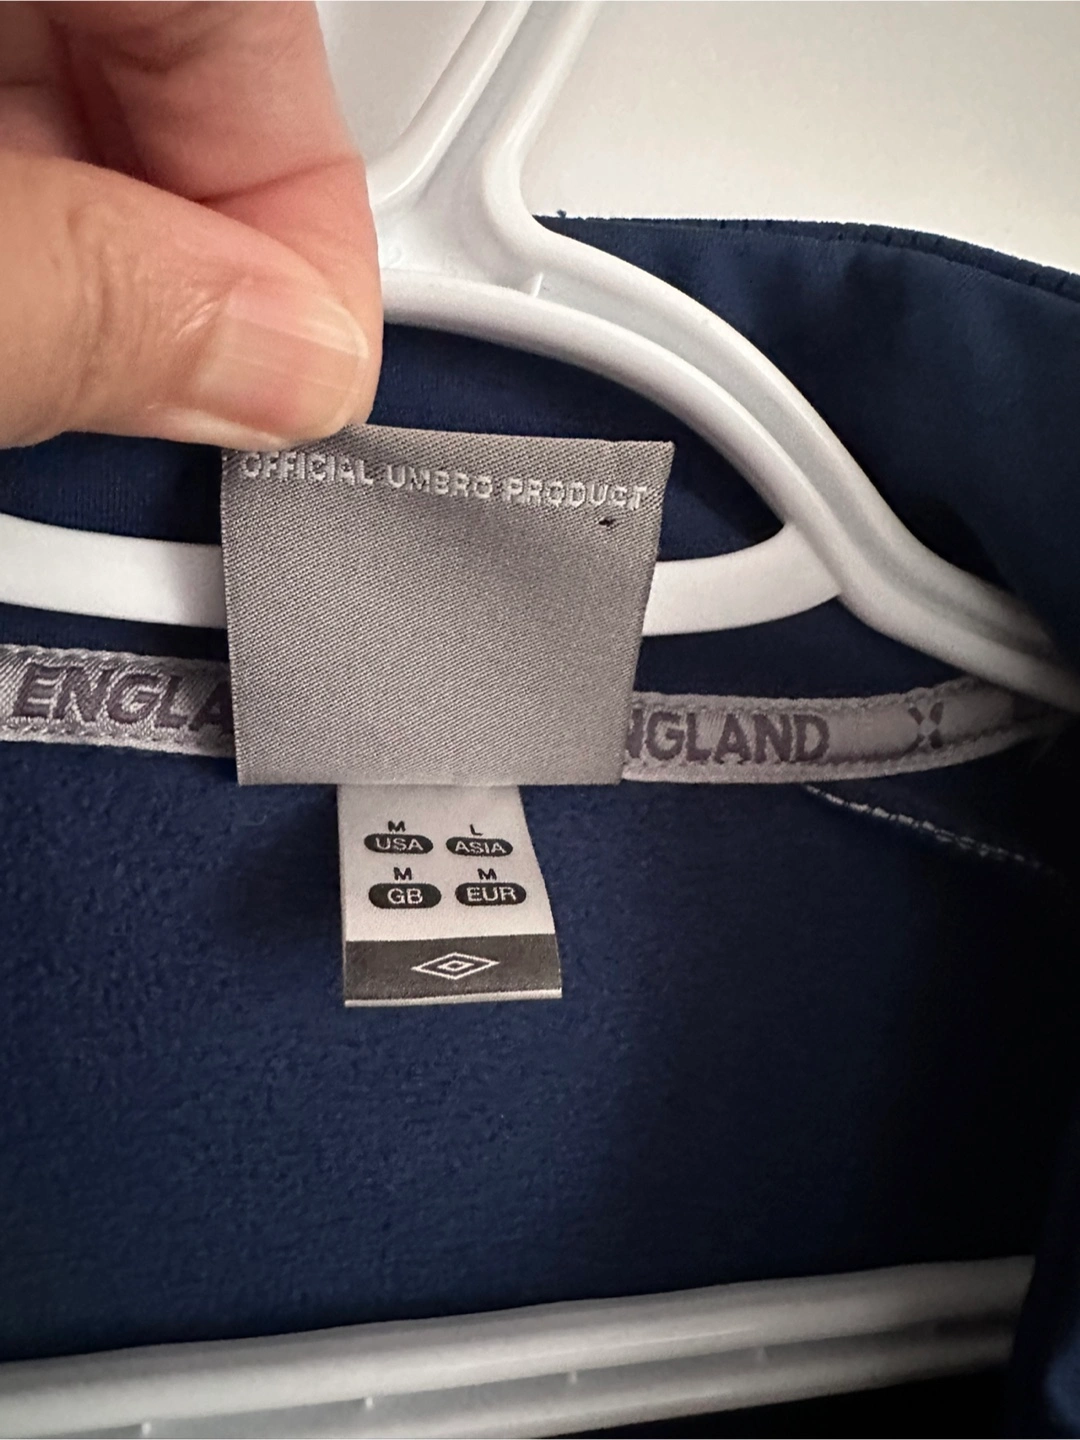 OFFICIAL UMBRO PRODUCT
ENGLA
NGLAND
M L
USA ASIA
M M
GB EUR